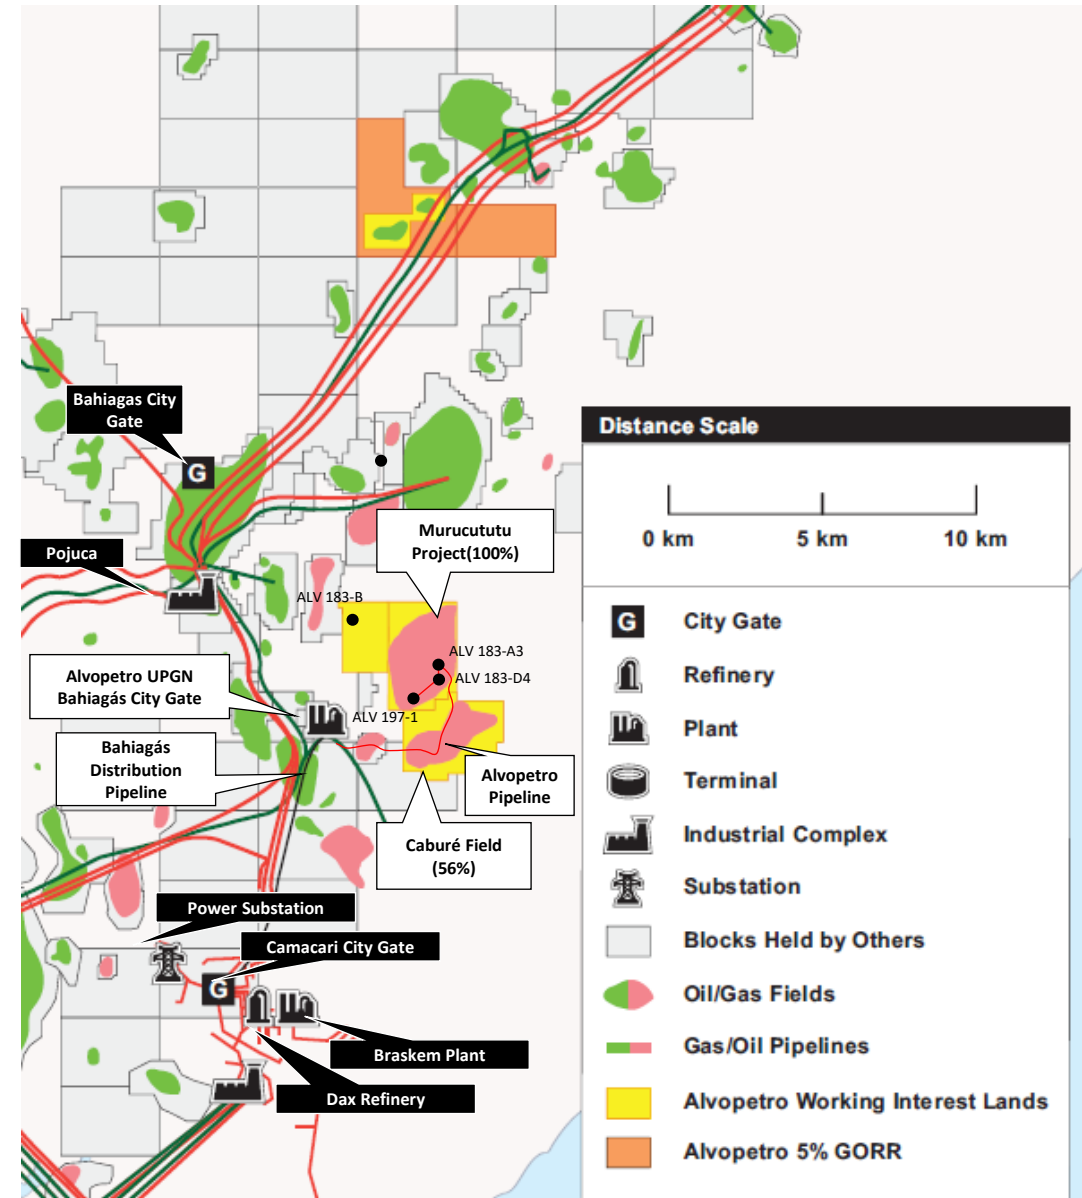 Bahiagas City
Gate
G
Pojuca
Murucututu
Project(100%)
ALV 183-B
ALV 183-A3
ALV 183-D4
ALV 197-1
Alvopetro UPGN
Bahiagás City Gate
Bahiagás
Distribution
Pipeline
Alvopetro
Pipeline
Caburé Field
(56%)
Power Substation
Camacari City Gate
G
Braskem Plant
Dax Refinery
Distance Scale
0 km 5 km 10 km
G City Gate
Refinery
Plant
Terminal
Industrial Complex
Substation
Blocks Held by Others
Oil/Gas Fields
Gas/Oil Pipelines
Alvopetro Working Interest Lands
Alvopetro 5% GORR